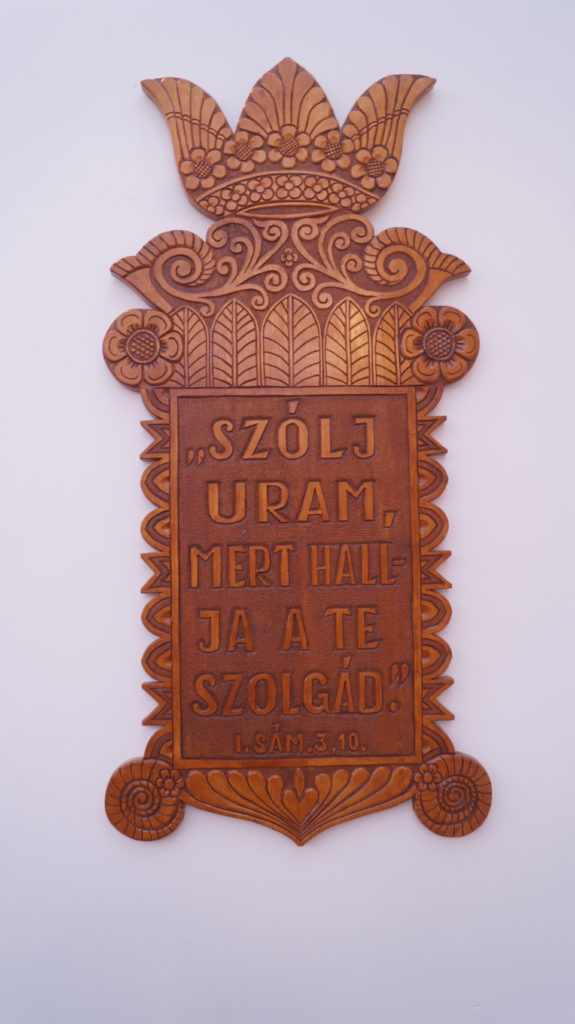 „SZÓLJ
URAM,
MERT HALL-
JA A TE
SZOLGÁD."
I.SÁM.3.10.